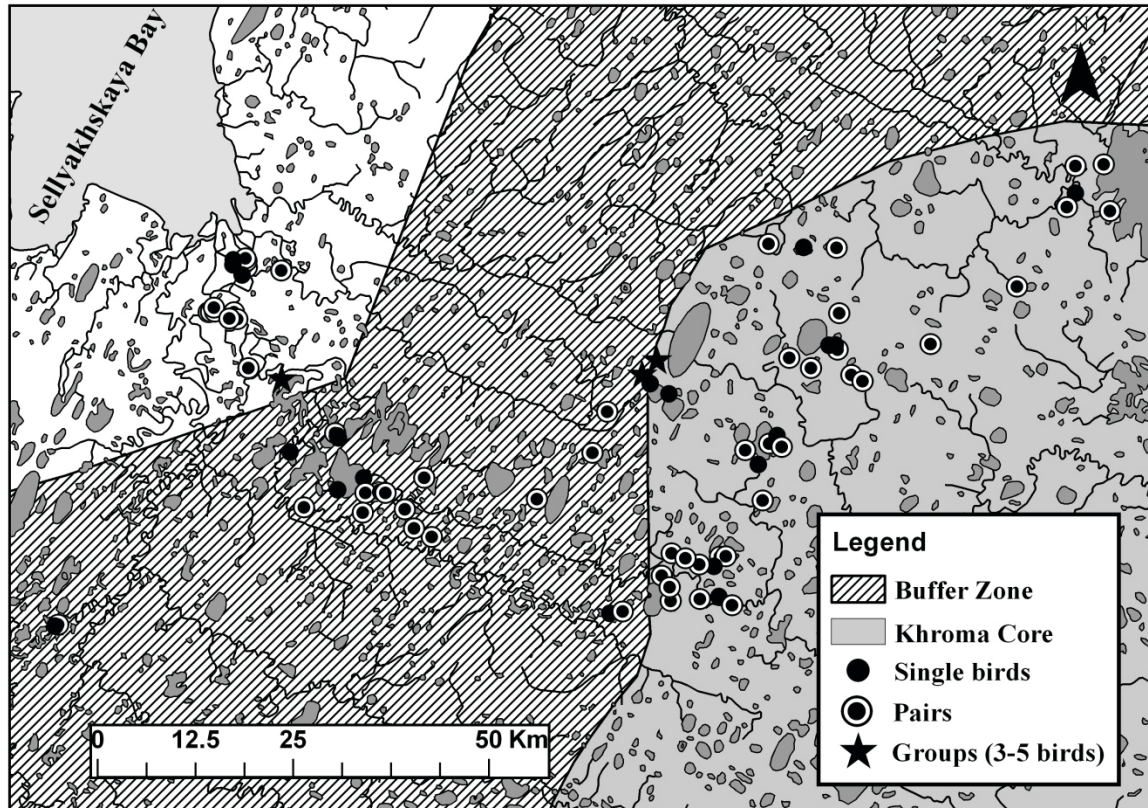 Sellyakhskaya Bay
N
Legend
Buffer Zone
Khroma Core
Single birds
Pairs
Groups (3-5 birds)
0 12.5 25 50 Km